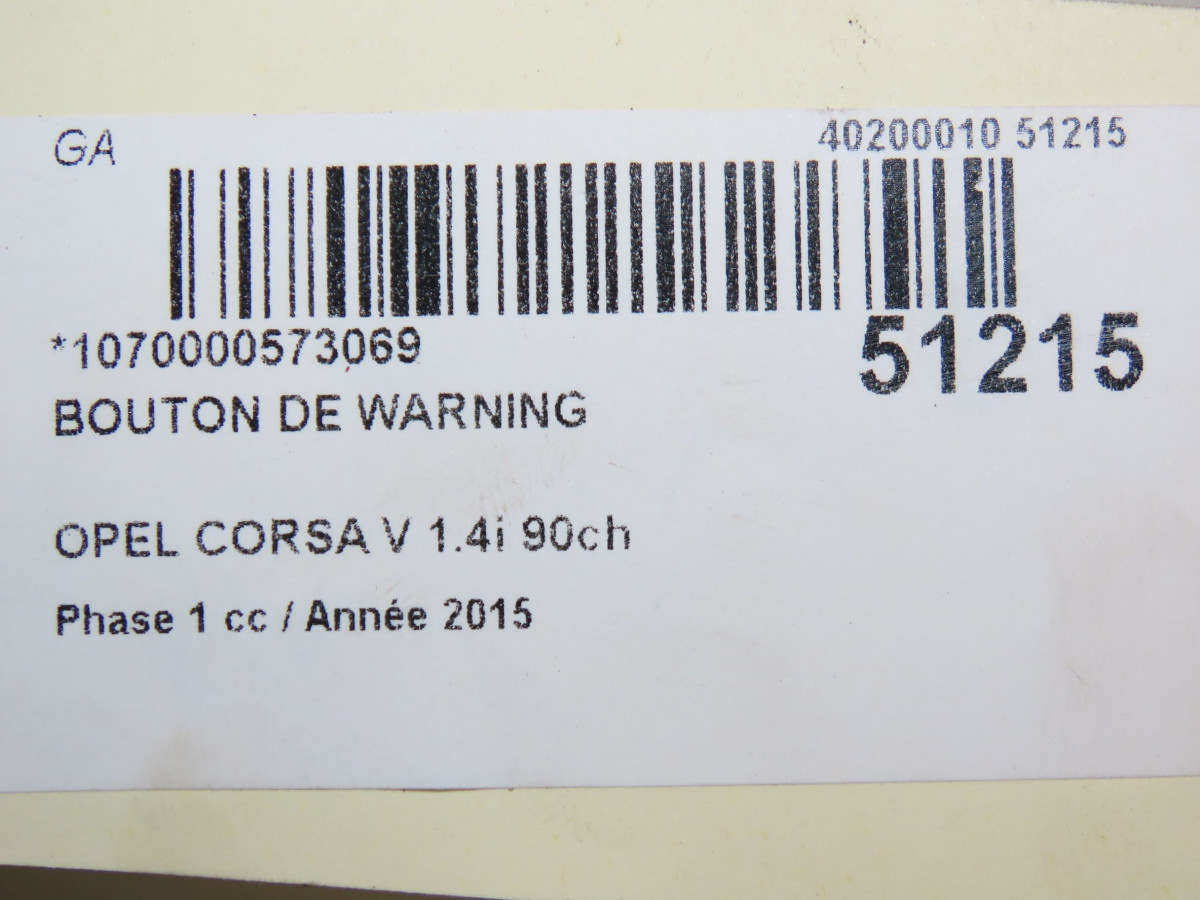 GA
40200010 51215
*1070000573069
51215
BOUTON DE WARNING
OPEL CORSA V 1.4i 90ch
Phase 1 cc / Année 2015